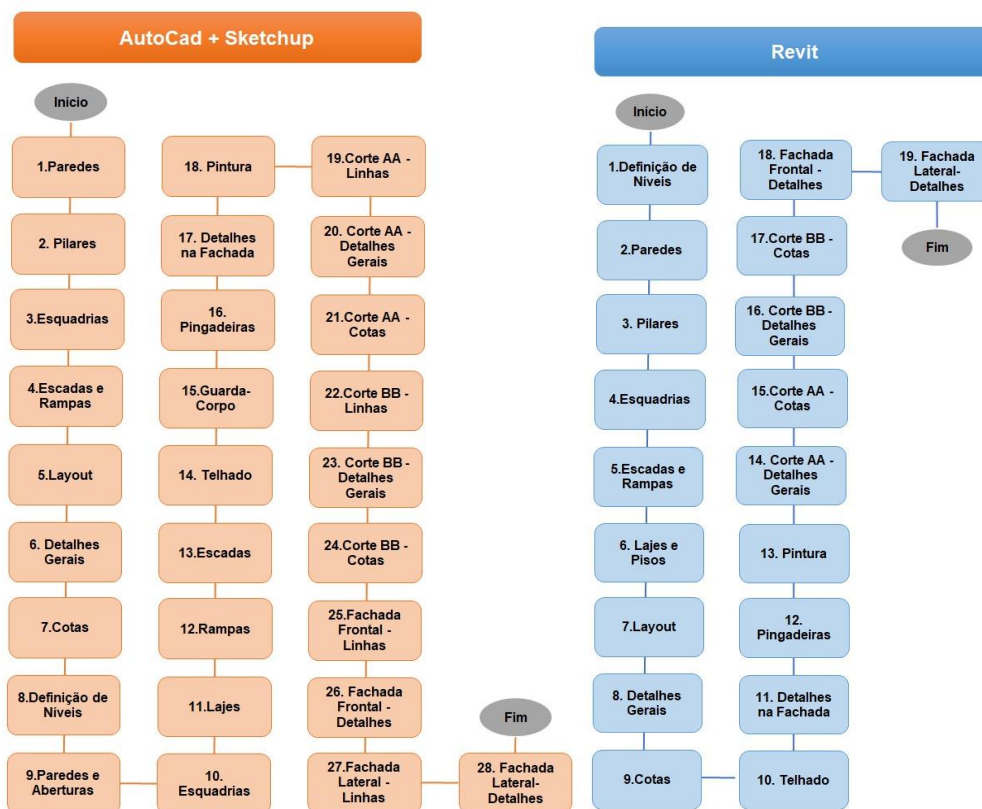 AutoCad + Sketchup
Início
1.Paredes
2. Pilares
3.Esquadrias
4.Escadas e
Rampas
5.Layout
6. Detalhes
Gerais
7.Cotas
8.Definição de
Níveis
9.Paredes e
Aberturas
10.
Esquadrias
11.Lajes
12.Rampas
13.Escadas
14. Telhado
15.Guarda-
Corpo
16.
Pingadeiras
17. Detalhes
na Fachada
18. Pintura
19.Corte AA -
Linhas
20. Corte AA -
Detalhes
Gerais
21.Corte AA -
Cotas
22.Corte BB -
Linhas
23. Corte BB -
Detalhes
Gerais
24.Corte BB -
Cotas
25.Fachada
Frontal -
Linhas
26. Fachada
Frontal -
Detalhes
27.Fachada
Lateral -
Linhas
28. Fachada
Lateral-
Detalhes
Fim
Revit
Início
1.Definição de
Níveis
2.Paredes
3. Pilares
4.Esquadrias
5.Escadas e
Rampas
6. Lajes e
Pisos
7.Layout
8. Detalhes
Gerais
9.Cotas
10. Telhado
11. Detalhes
na Fachada
12.
Pingadeiras
13. Pintura
14. Corte AA -
Detalhes
Gerais
15.Corte AA -
Cotas
16. Corte BB -
Detalhes
Gerais
17.Corte BB -
Cotas
18. Fachada
Frontal -
Detalhes
19. Fachada
Lateral-
Detalhes
Fim